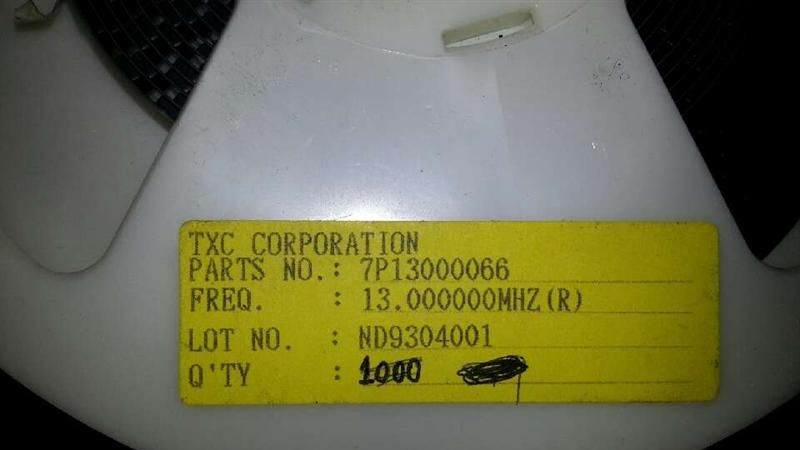 TXC CORPORATION
PARTS NO.: 7P13000066
FREQ. : 13.000000MHZ(R)
LOT NO. : ND9304001
Q'TY : 1000